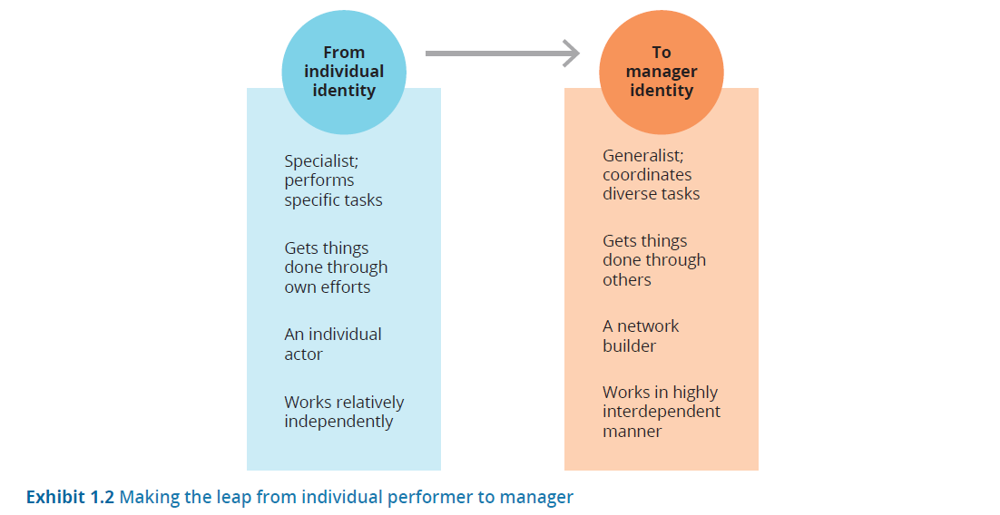 From
individual
identity
To
manager
identity
Specialist;
performs
specific tasks
Gets things
done through
own efforts
An individual
actor
Works relatively
independently
Generalist;
coordinates
diverse tasks
Gets things
done through
others
A network
builder
Works in highly
interdependent
manner
Exhibit 1.2 Making the leap from individual performer to manager